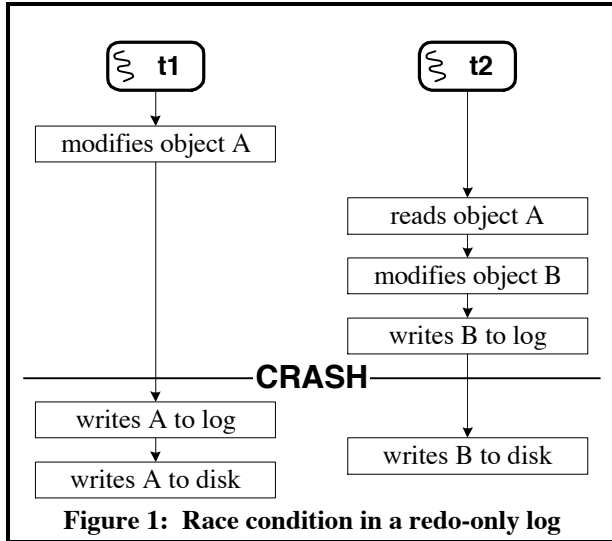 t1
t2
modifies object A
reads object A
modifies object B
writes B to log
CRASH
writes A to log
writes B to disk
writes A to disk
Figure 1: Race condition in a redo-only log